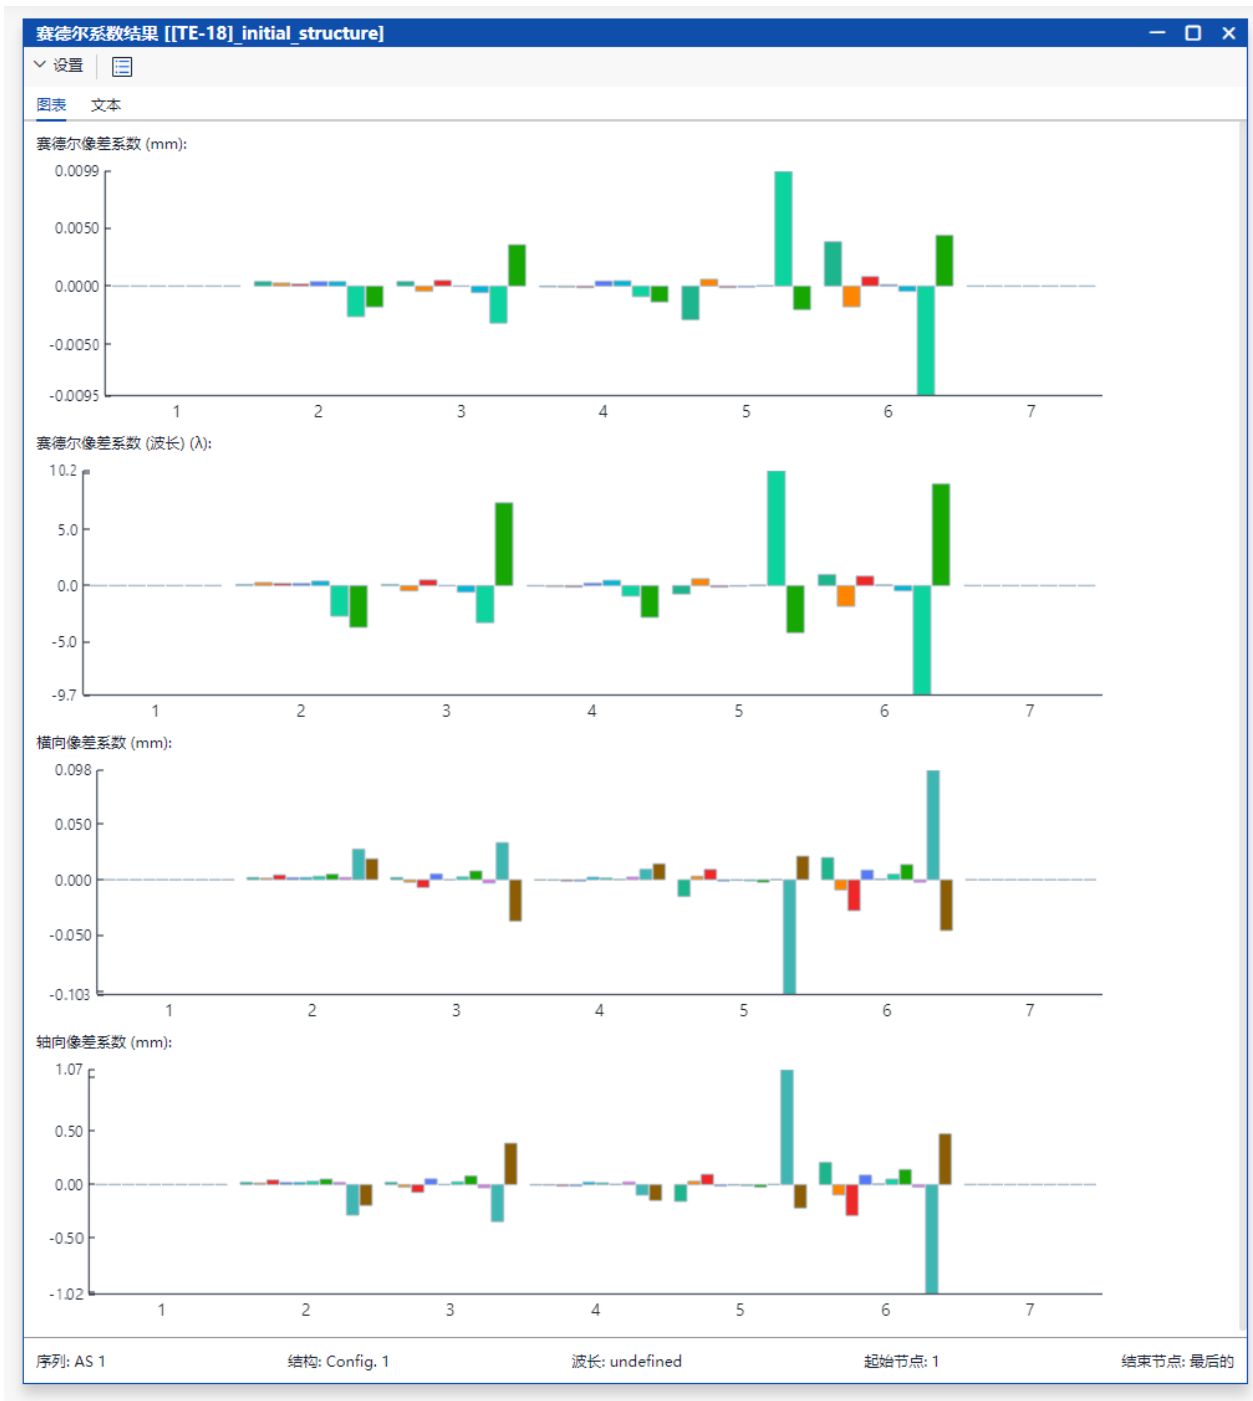 赛德尔系数结果 [[TE-18]_initial_structure]
设置
图表 文本
赛德尔像差系数 (mm):
0.0099
0.0050
0.0000
-0.0050
-0.0095
1 2 3 4 5 6 7
赛德尔像差系数 (波长) (λ):
10.2
5.0
0.0
-5.0
-9.7
1 2 3 4 5 6 7
横向像差系数 (mm):
0.098
0.050
0.000
-0.050
-0.103
1 2 3 4 5 6 7
轴向像差系数 (mm):
1.07
0.50
0.00
-0.50
-1.02
1 2 3 4 5 6 7
序列: AS 1 结构: Config. 1 波长: undefined 起始节点: 1 结束节点: 最后的